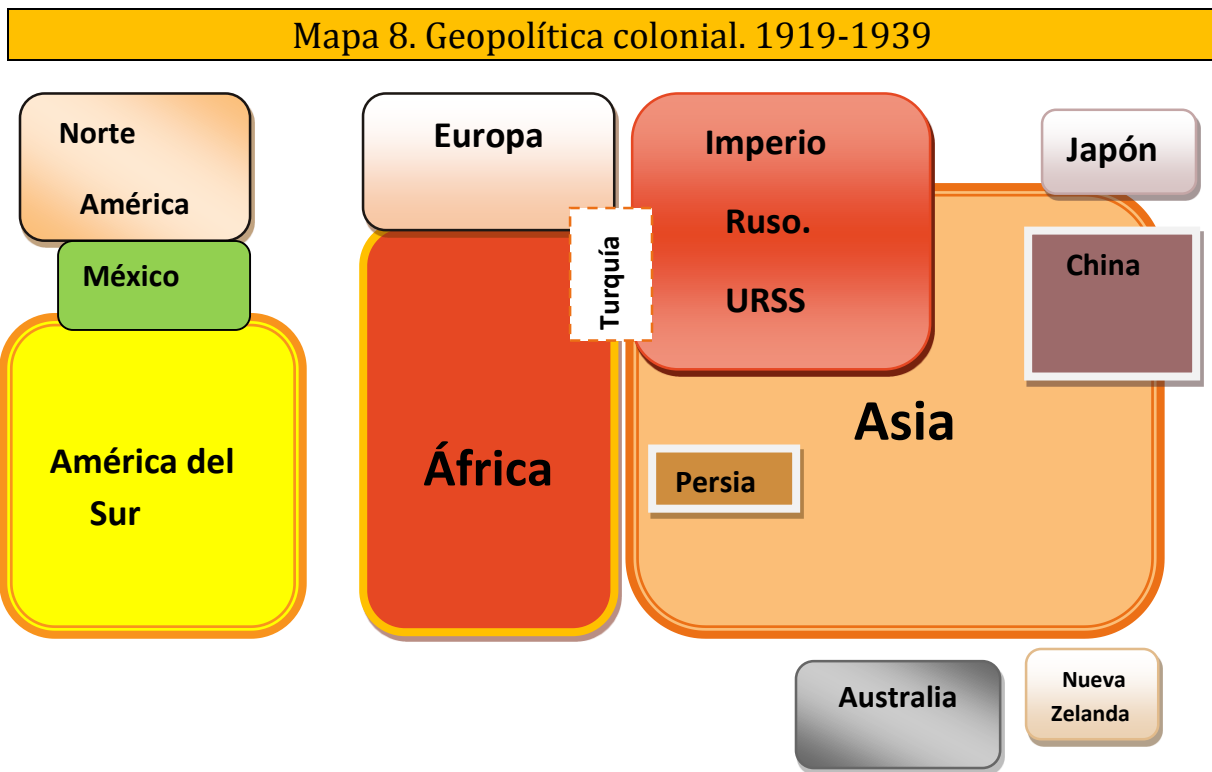 Mapa 8. Geopolítica colonial. 1919-1939
Norte
América
México
América del
Sur
Europa
África
Turquía
Imperio
Ruso.
URSS
Asia
Persia
Japón
China
Australia
Nueva
Zelanda